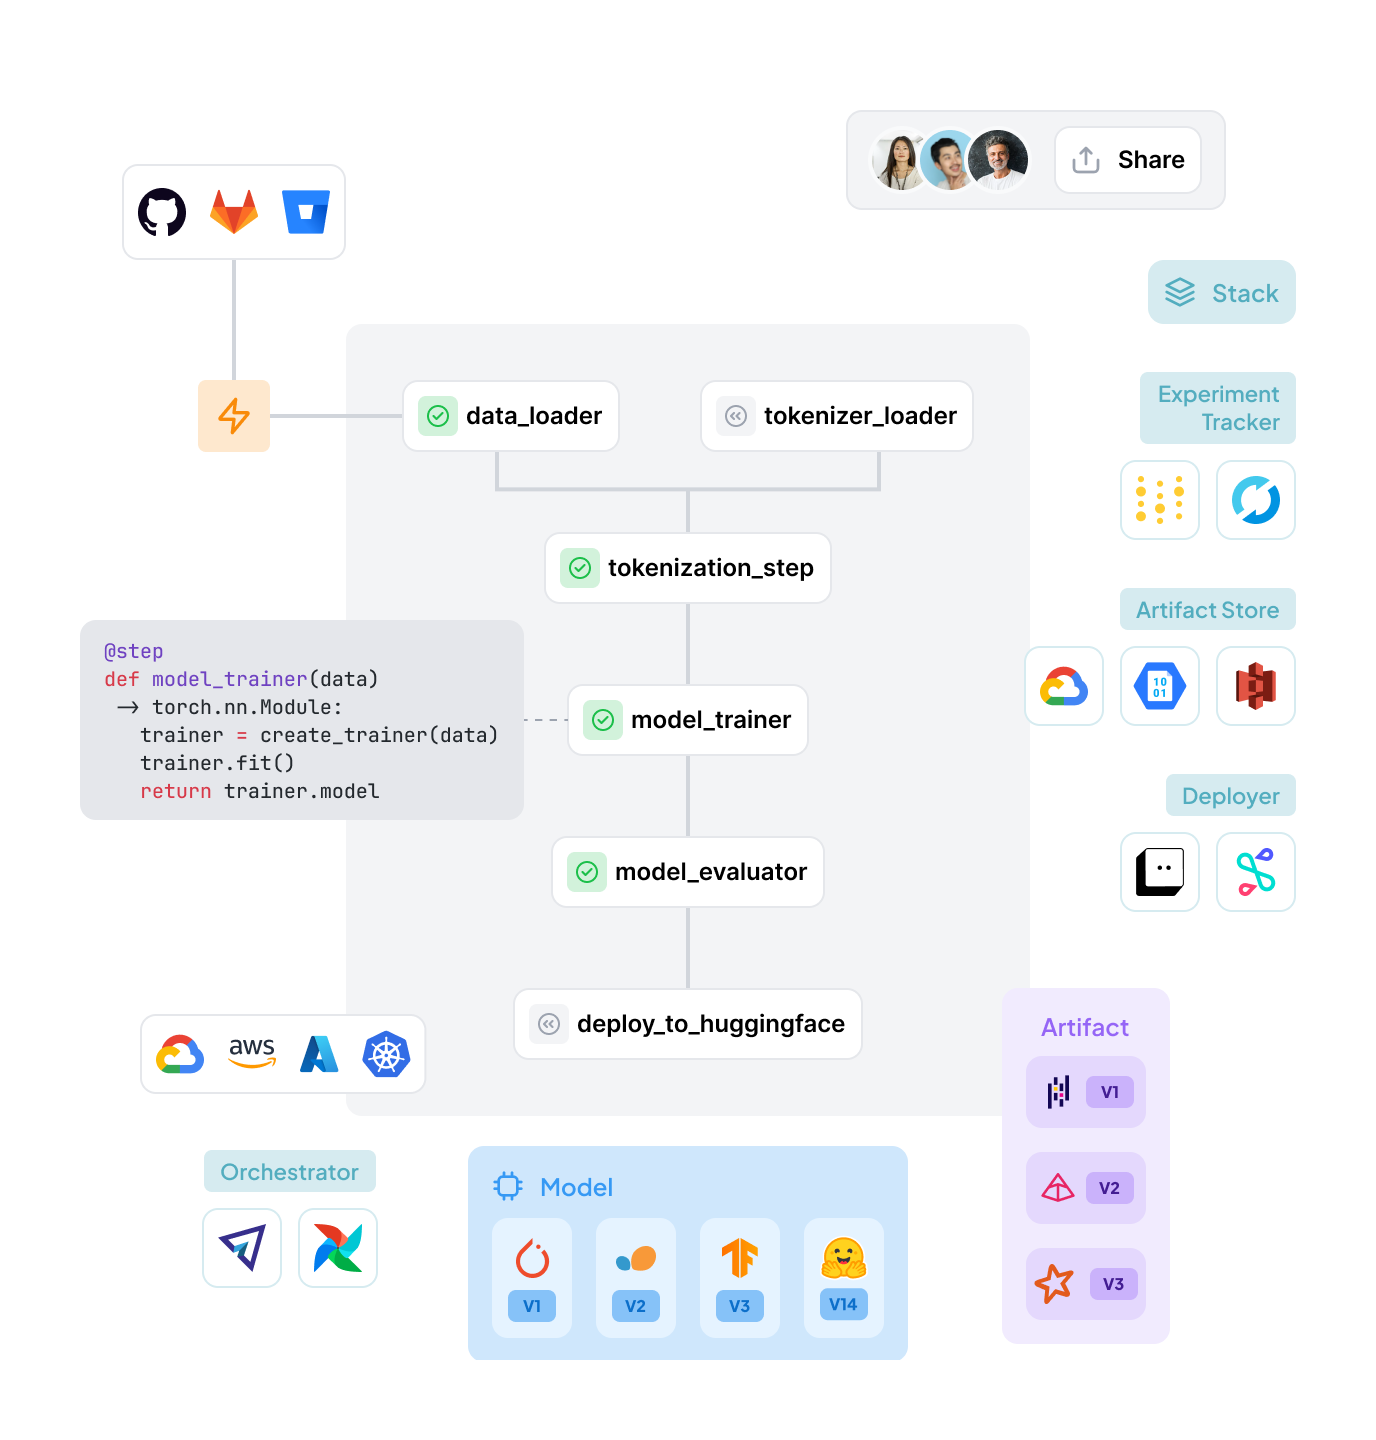 Share
Stack
Experiment
Tracker
data_loader
tokenizer_loader
tokenization_step
Artifact Store
10
01
@step
def model_trainer(data)
→ torch.nn.Module:
trainer = create_trainer(data)
trainer.fit()
return trainer.model
model_trainer
Deployer
model_evaluator
deploy_to_huggingface
aws
Orchestrator
Model
V1
V2
V3
V14
Artifact
V1
V2
V3